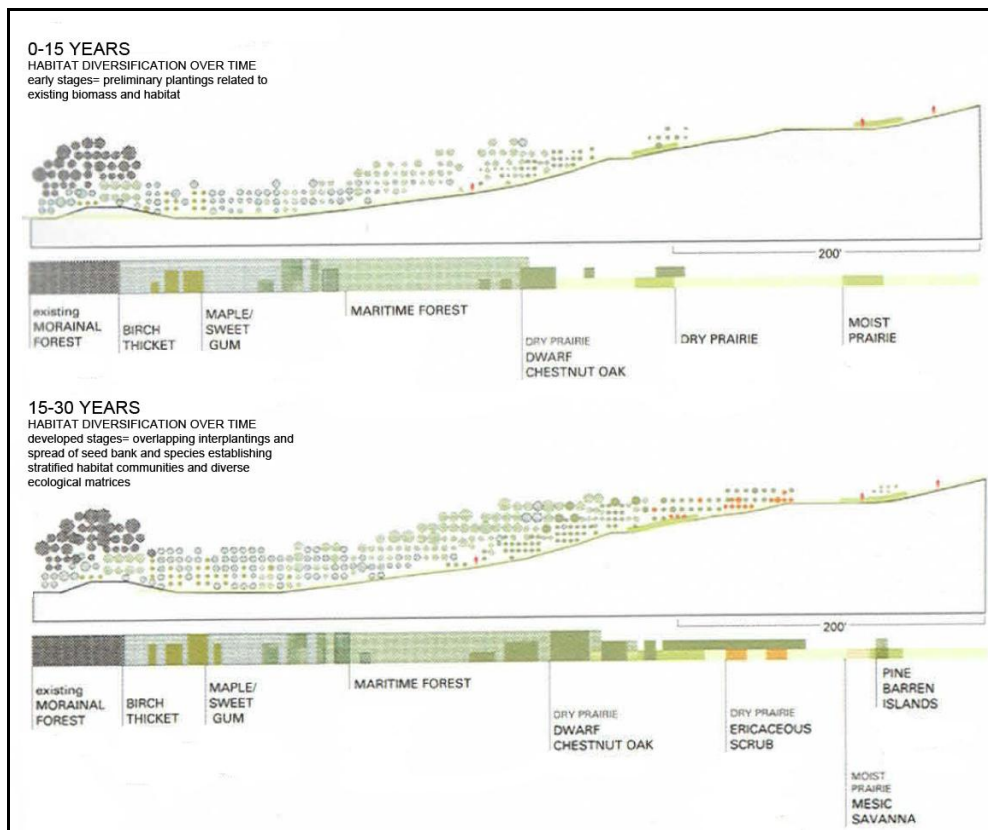 0-15 YEARS
HABITAT DIVERSIFICATION OVER TIME
early stages= preliminary plantings related to
existing biomass and habitat
200'
existing
MORAINAL
FOREST
BIRCH
THICKET
MAPLE/
SWEET
GUM
MARITIME FOREST
DRY PRAIRIE
DWARF
CHESTNUT OAK
DRY PRAIRIE
MOIST
PRAIRIE
15-30 YEARS
HABITAT DIVERSIFICATION OVER TIME
developed stages= overlapping interplantings and
spread of seed bank and species establishing
stratified habitat communities and diverse
ecological matrices
200'
existing
MORAINAL
FOREST
BIRCH
THICKET
MAPLE/
SWEET
GUM
MARITIME FOREST
DRY PRAIRIE
DWARF
CHESTNUT OAK
DRY PRAIRIE
ERICACEOUS
SCRUB
MOIST
PRAIRIE
MESIC
SAVANNA
PINE
BARREN
ISLANDS